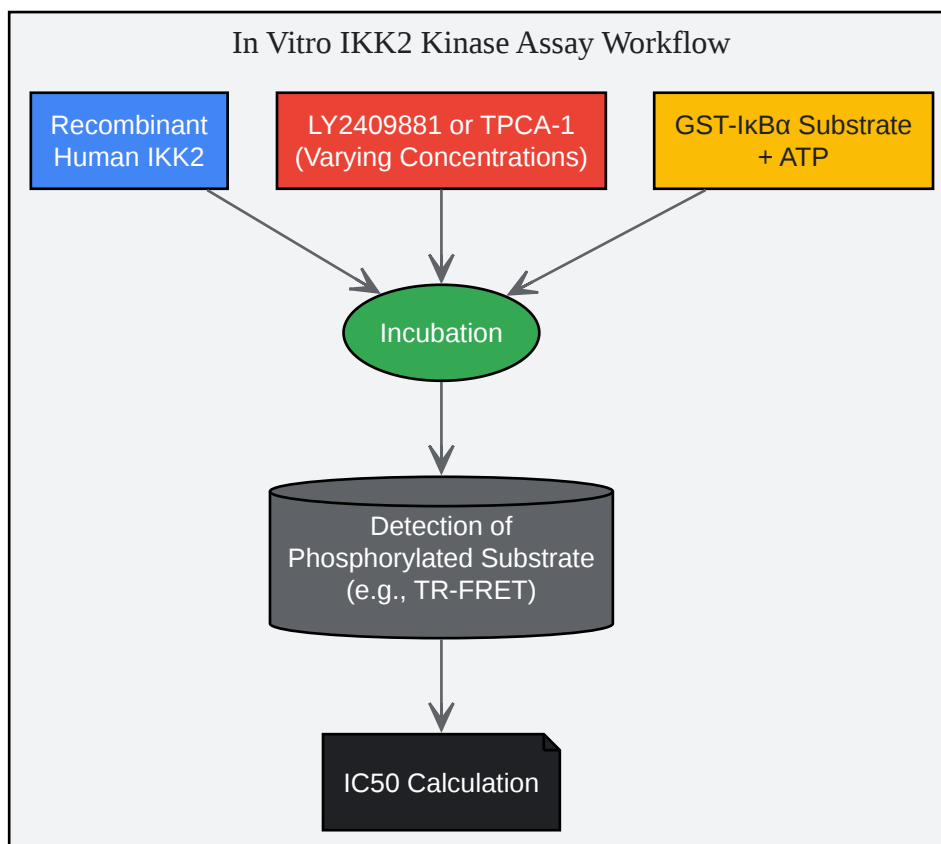 In Vitro IKK2 Kinase Assay Workflow
Recombinant
Human IKK2
LY2409881 or TPCA-1
(Varying Concentrations)
GST-IκBα Substrate
+ ATP
Incubation
Detection of
Phosphorylated Substrate
(e.g., TR-FRET)
IC50 Calculation